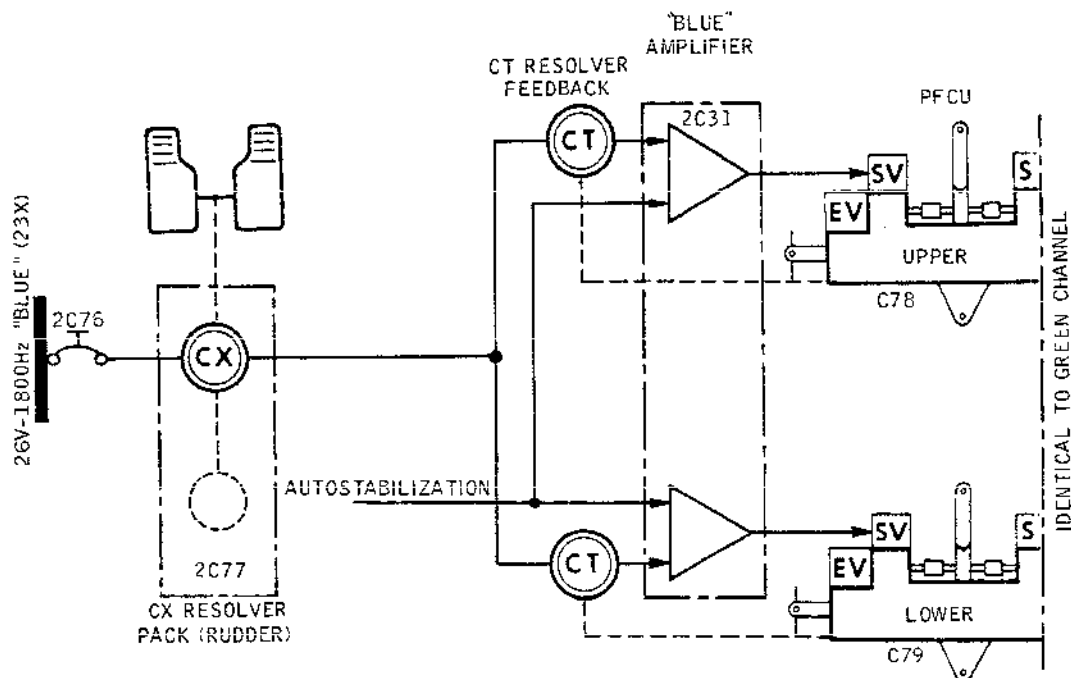 "BLUE"
AMPLIFIER
CT RESOLVER
FEEDBACK
2C31
PFCU
CT
SV
S
EV
UPPER
C78
26V-1800Hz "BLUE" (23X)
2C76
CX
IDENTICAL TO GREEN CHANNEL
AUTOSTABILIZATION
2C77
CX RESOLVER
PACK (RUDDER)
CT
SV
S
EV
LOWER
C79